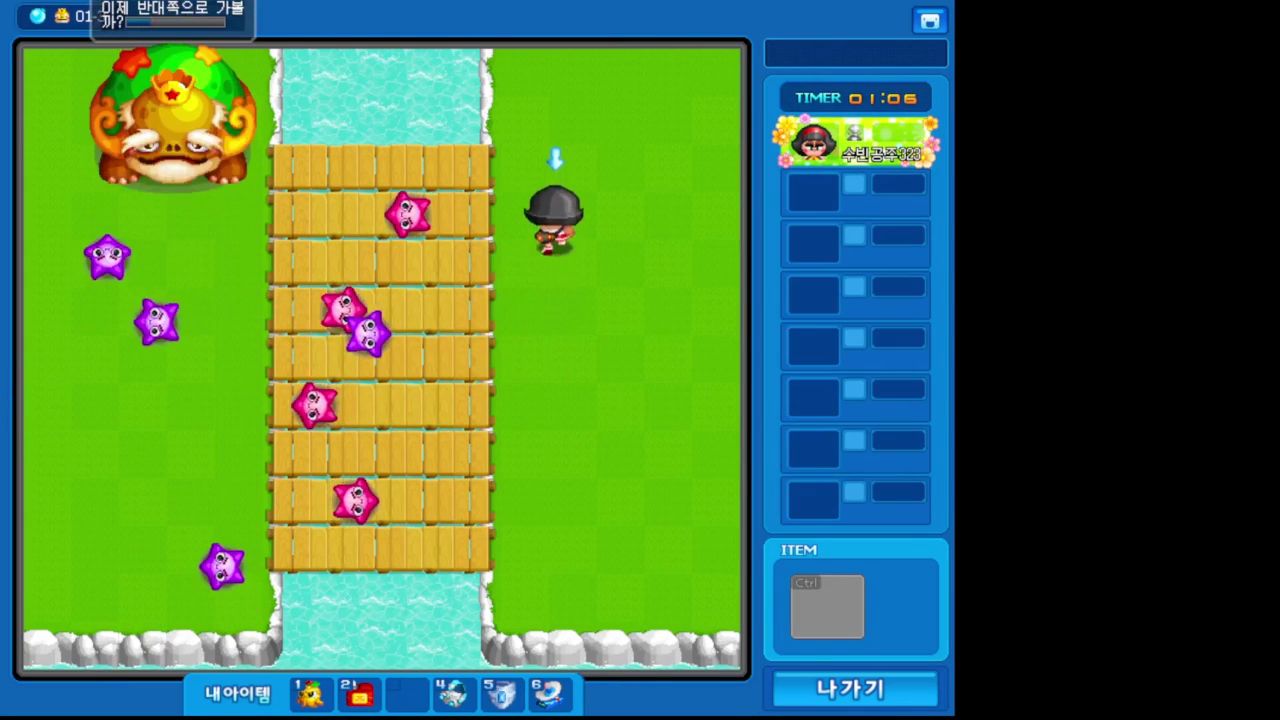 이제 반대쪽으로 가볼
까?
01-
TIMER 01:06
수빈공주323
ITEM
Ctrl
내아이템
1
2
4
5
6
나가기